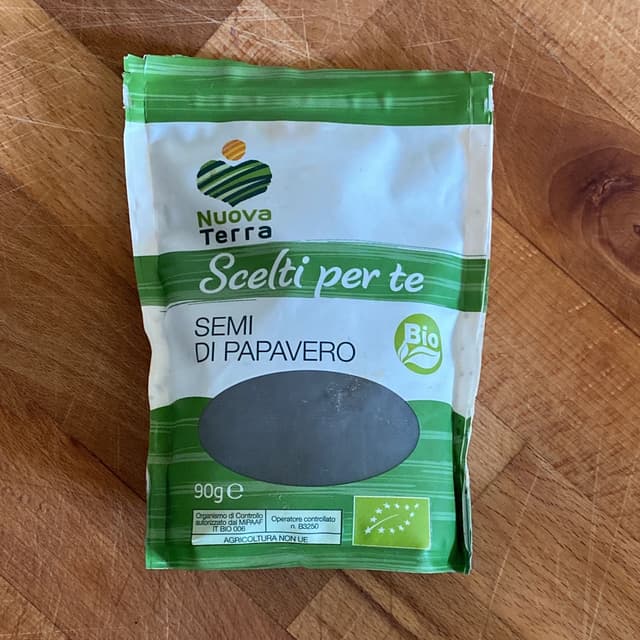 Nuova
Terra
Scelti per te
SEMI
DI PAPAVERO
Bio
90g e
Organismo di Controllo
autorizzato dal MiPAAF
IT BIO 006
Operatore controllato
n. B3250
AGRICOLTURA NON UE